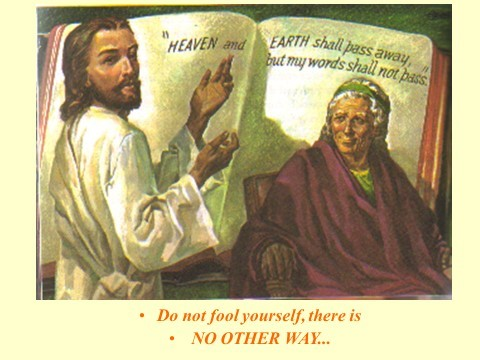 "HEAVEN and EARTH shall pass away,
but my words shall not pass."
• Do not fool yourself, there is
• NO OTHER WAY...